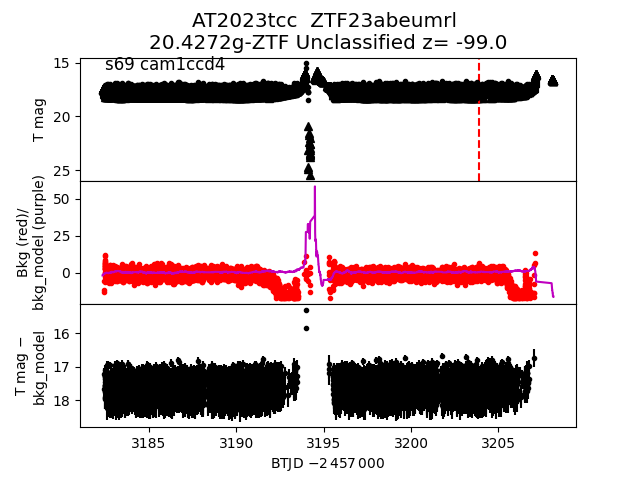 AT2023tcc  ZTF23abeumrl
20.4272g-ZTF Unclassified z= -99.0
s69 cam1ccd4
15
20
25
T mag
50
25
0
Bkg (red)/
bkg_model (purple)
16
17
18
T mag −
bkg_model
3185
3190
3195
3200
3205
BTJD −2 457 000